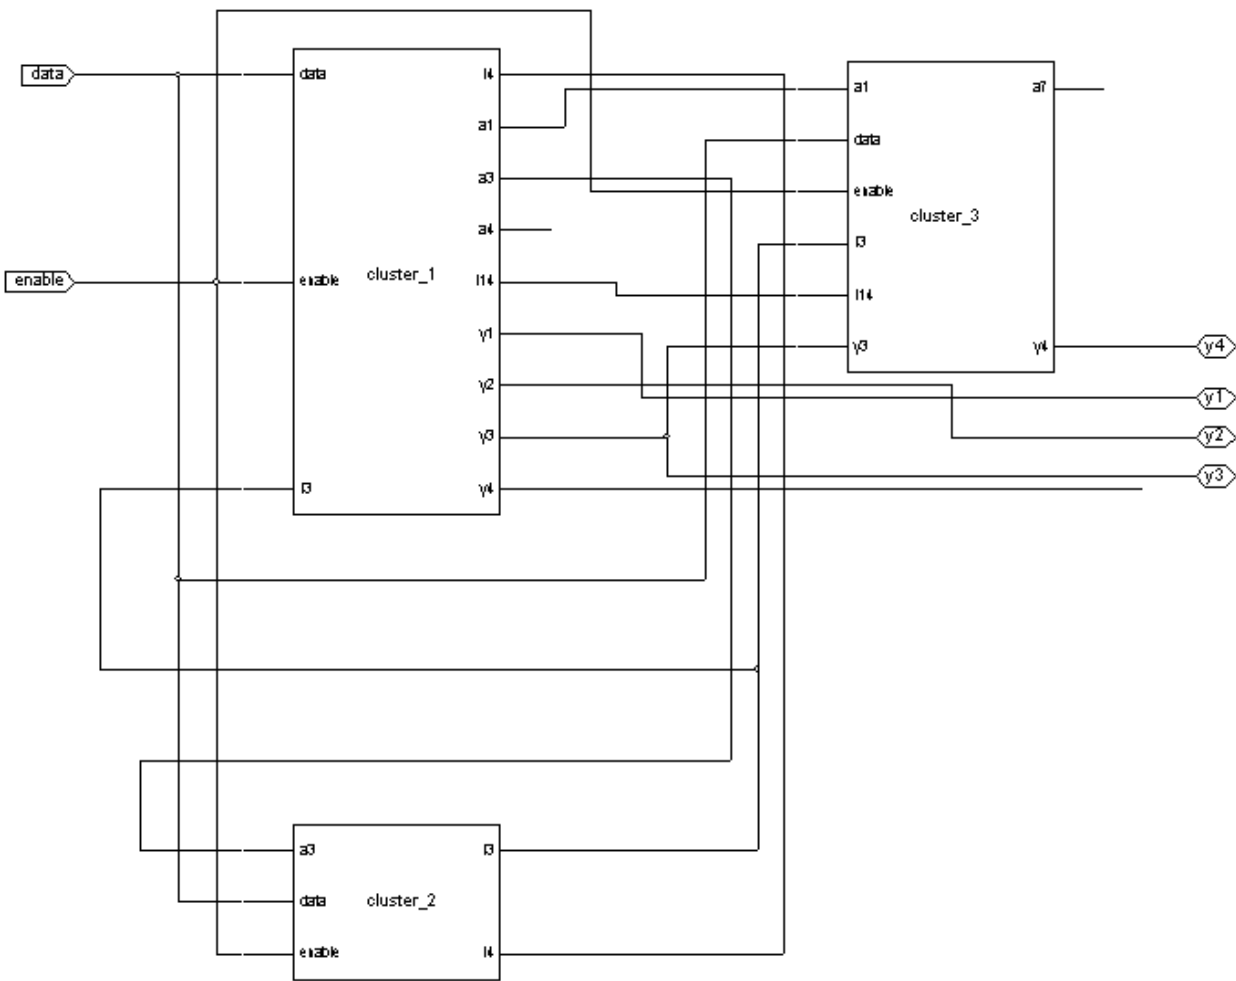 data
enable
data
enable
l3
cluster_1
l4
a1
a3
a4
l14
y1
y2
y3
y4
a1
data
enable
l3
l14
y3
cluster_3
a7
y4
y4
y1
y2
y3
a3
data
enable
cluster_2
l3
l4